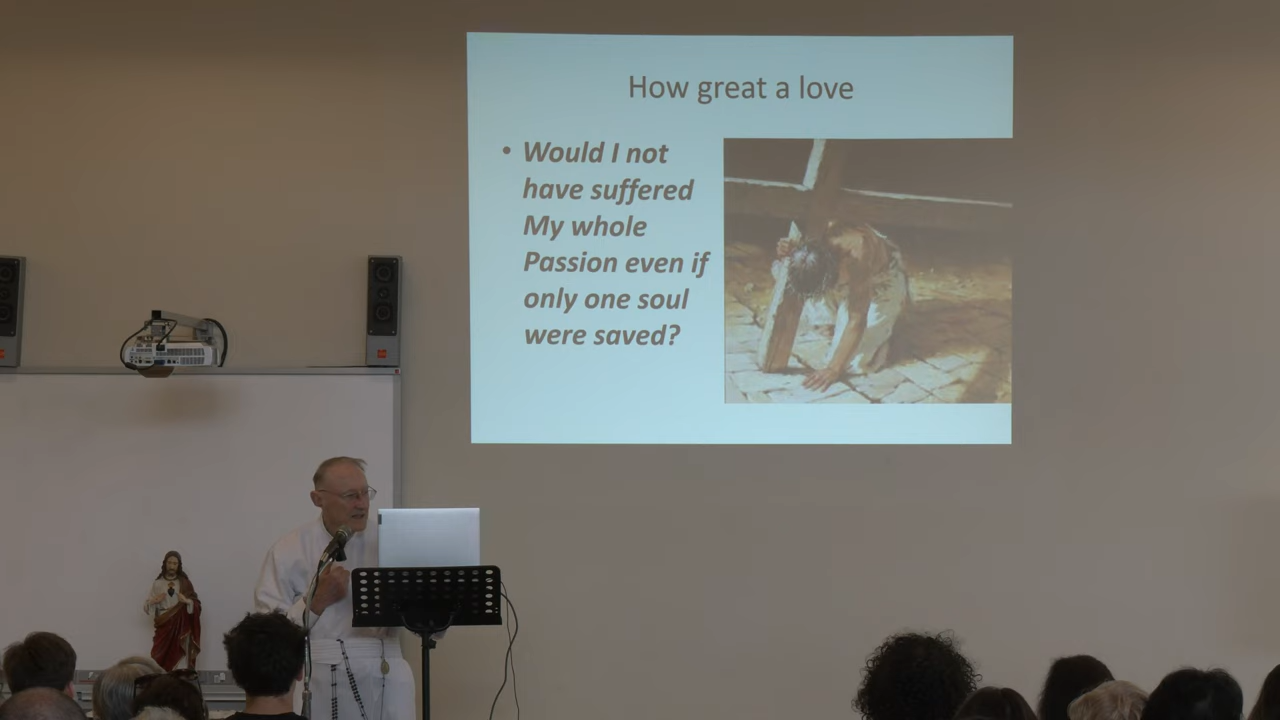 How great a love
• Would I not
have suffered
My whole
Passion even if
only one soul
were saved?